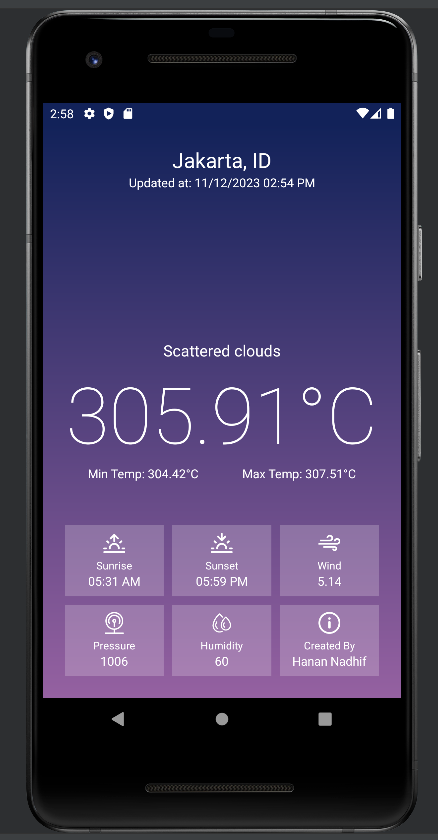 2:58
Jakarta, ID
Updated at: 11/12/2023 02:54 PM
Scattered clouds
305.91°C
Min Temp: 304.42°C Max Temp: 307.51°C
Sunrise Sunset Wind
05:31 AM 05:59 PM 5.14
Pressure Humidity Created By
1006 60 Hanan Nadhif